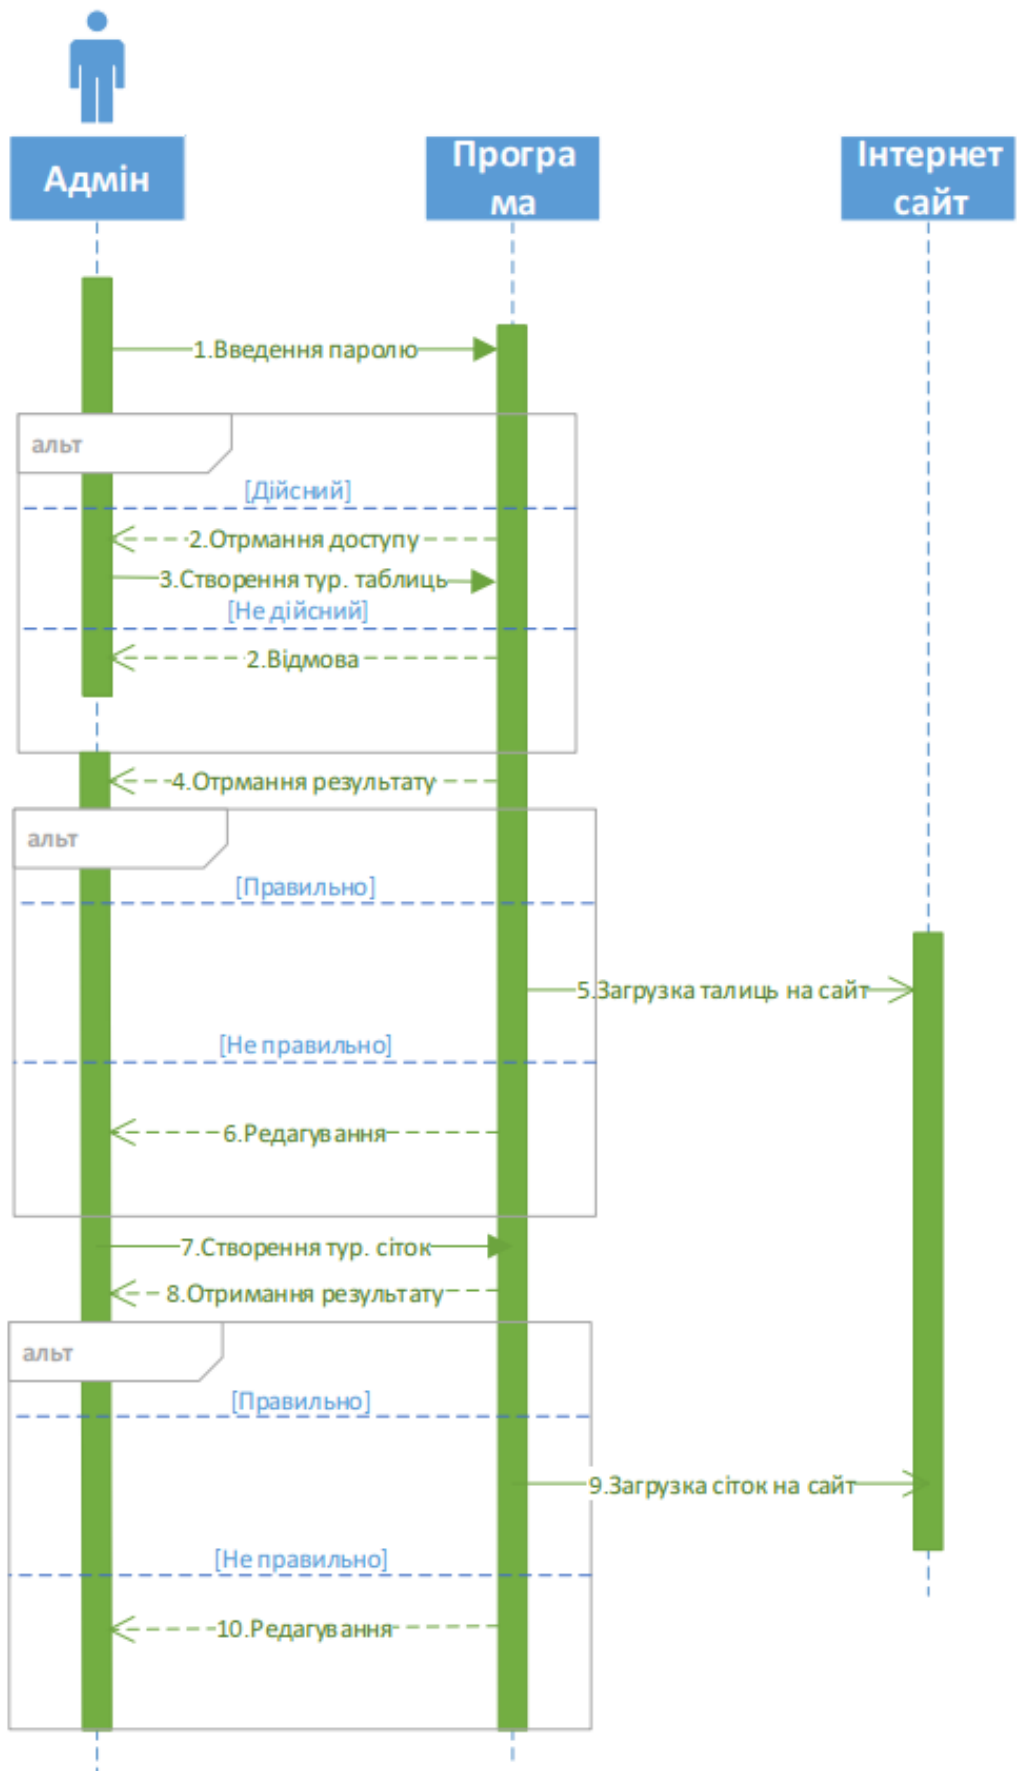 Адмін
Програ
ма
Інтернет
сайт
1.Введення паролю
альт
[Дійсний]
2.Отрмання доступу
3.Створення тур. таблиць
[Не дійсний]
2.Відмова
4.Отрмання результату
альт
[Правильно]
5.Загрузка талиць на сайт
[Не правильно]
6.Редагування
7.Створення тур. сіток
8.Отримання результату
альт
[Правильно]
9.Загрузка сіток на сайт
[Не правильно]
10.Редагування